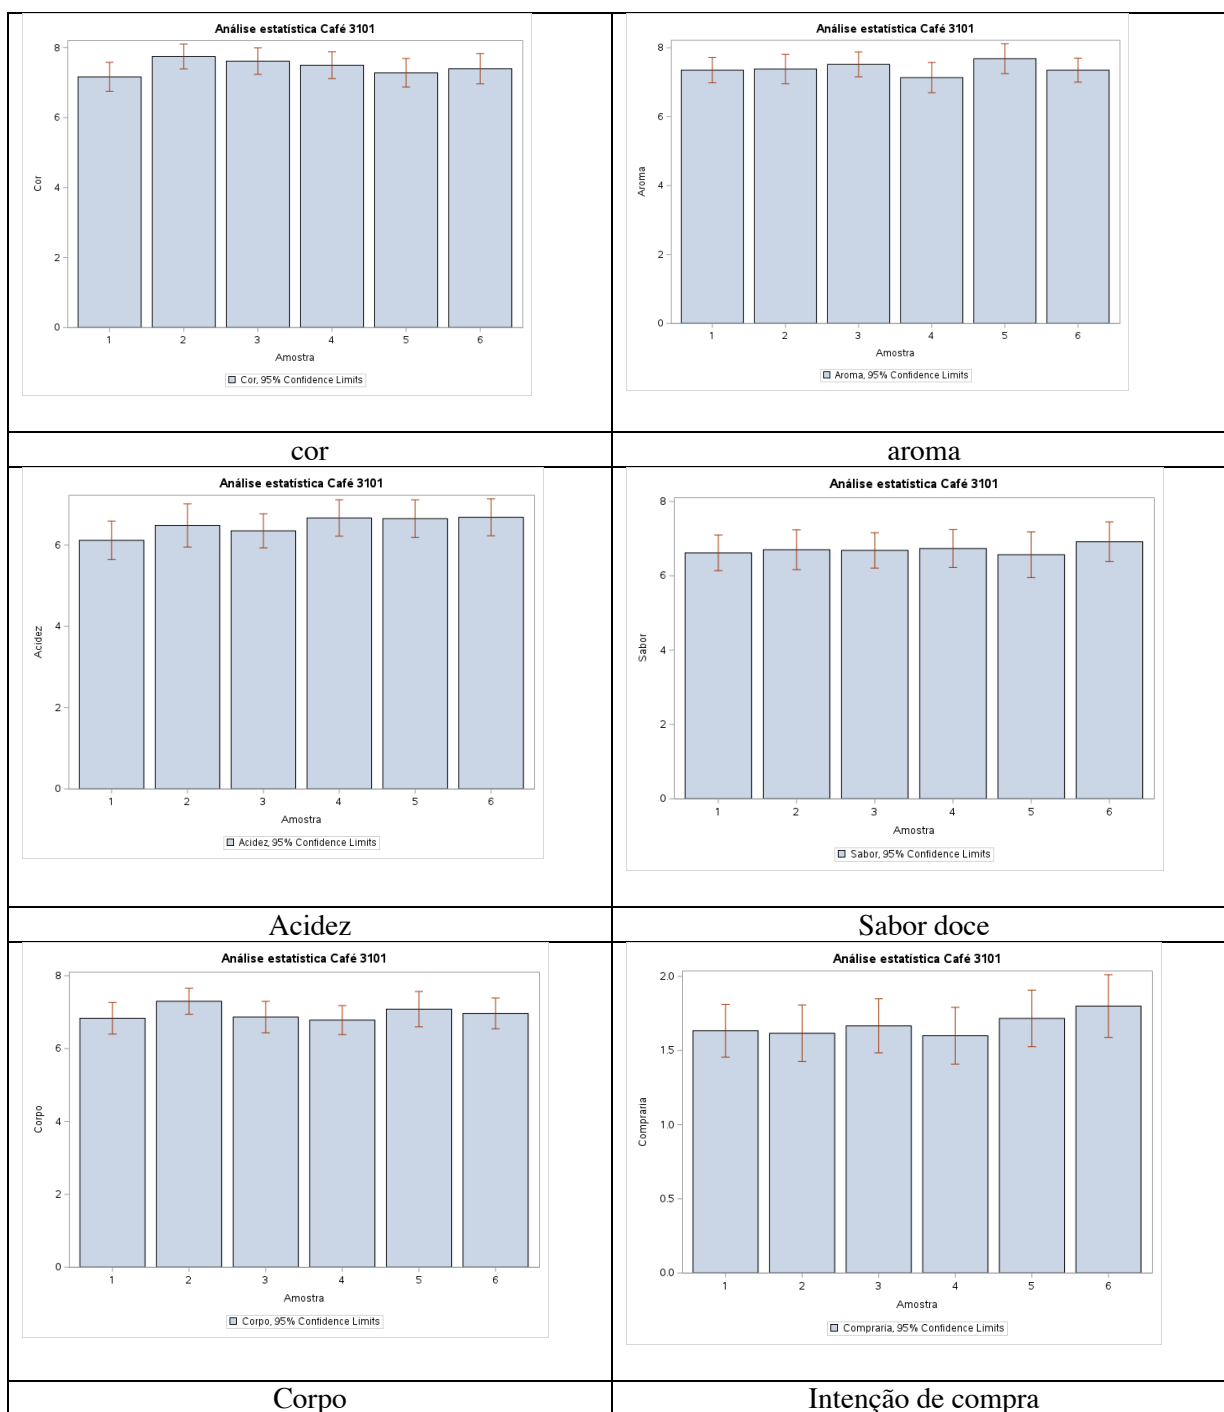 Análise estatística Café 3101
8
6
4
2
0
Cor
1 2 3 4 5 6
Amostra
Cor, 95% Confidence Limits
cor
Análise estatística Café 3101
8
6
4
2
0
Aroma
1 2 3 4 5 6
Amostra
Aroma, 95% Confidence Limits
aroma
Análise estatística Café 3101
6
4
2
0
Acidez
1 2 3 4 5 6
Amostra
Acidez, 95% Confidence Limits
Acidez
Análise estatística Café 3101
8
6
4
2
0
Sabor
1 2 3 4 5 6
Amostra
Sabor, 95% Confidence Limits
Sabor doce
Análise estatística Café 3101
8
6
4
2
0
Corpo
1 2 3 4 5 6
Amostra
Corpo, 95% Confidence Limits
Corpo
Análise estatística Café 3101
2.0
1.5
1.0
0.5
0.0
Compraria
1 2 3 4 5 6
Amostra
Compraria, 95% Confidence Limits
Intenção de compra